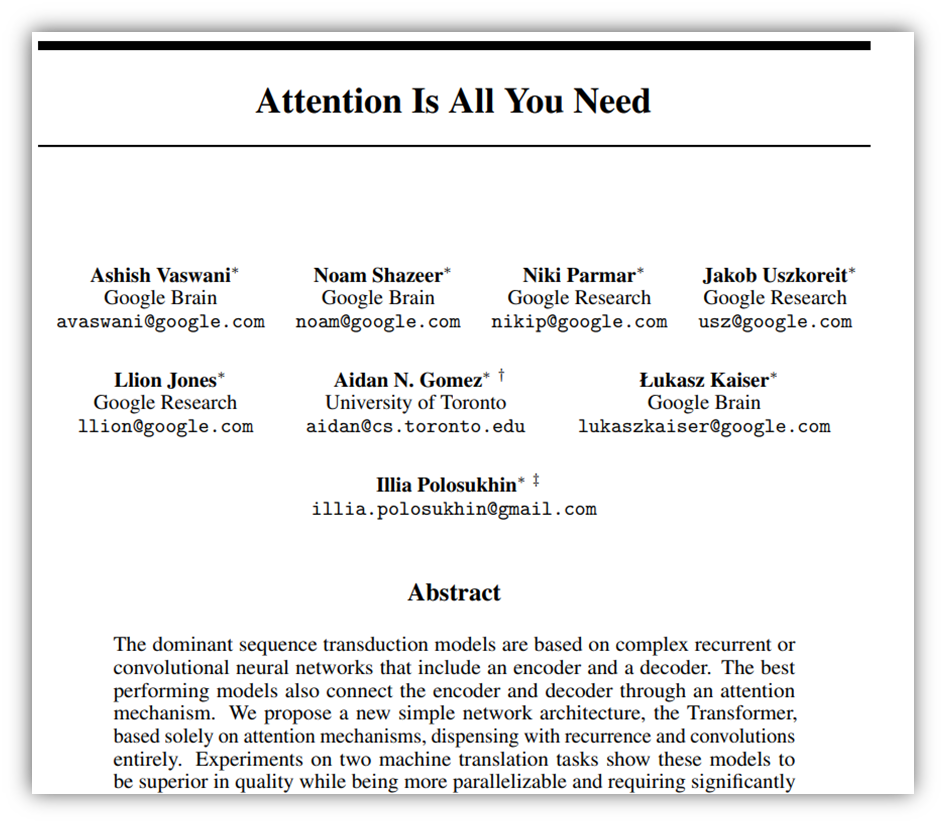 Attention Is All You Need
Ashish Vaswani* Noam Shazeer* Niki Parmar* Jakob Uszkoreit*
Google Brain Google Brain Google Research Google Research
avaswani@google.com noam@google.com nikip@google.com usz@google.com
Llion Jones* Aidan N. Gomez* † Łukasz Kaiser*
Google Research University of Toronto Google Brain
llion@google.com aidan@cs.toronto.edu lukaszkaiser@google.com
Illia Polosukhin* ‡
illia.polosukhin@gmail.com
Abstract
The dominant sequence transduction models are based on complex recurrent or
convolutional neural networks that include an encoder and a decoder. The best
performing models also connect the encoder and decoder through an attention
mechanism. We propose a new simple network architecture, the Transformer,
based solely on attention mechanisms, dispensing with recurrence and convolutions
entirely. Experiments on two machine translation tasks show these models to
be superior in quality while being more parallelizable and requiring significantly